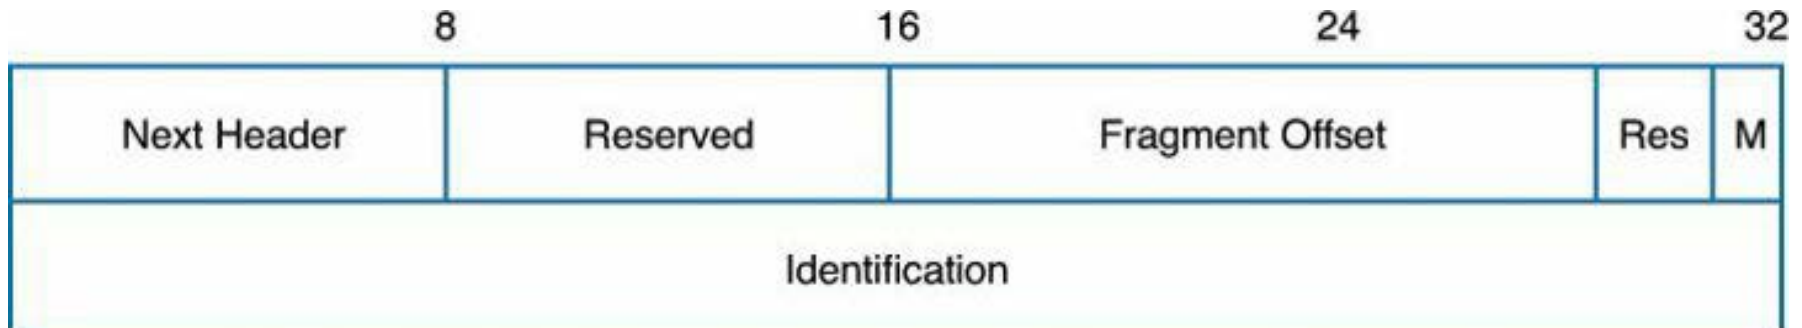 8 16 24 32
Next Header Reserved Fragment Offset Res M
Identification